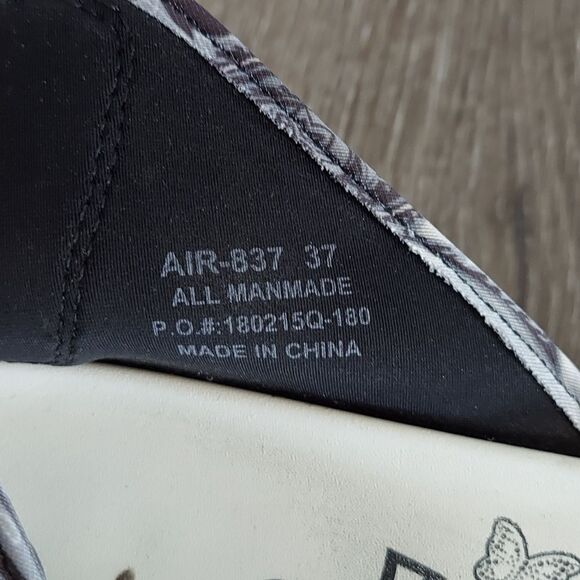 AIR-837 37
ALL MANMADE
P.O.#:180215Q-180
MADE IN CHINA